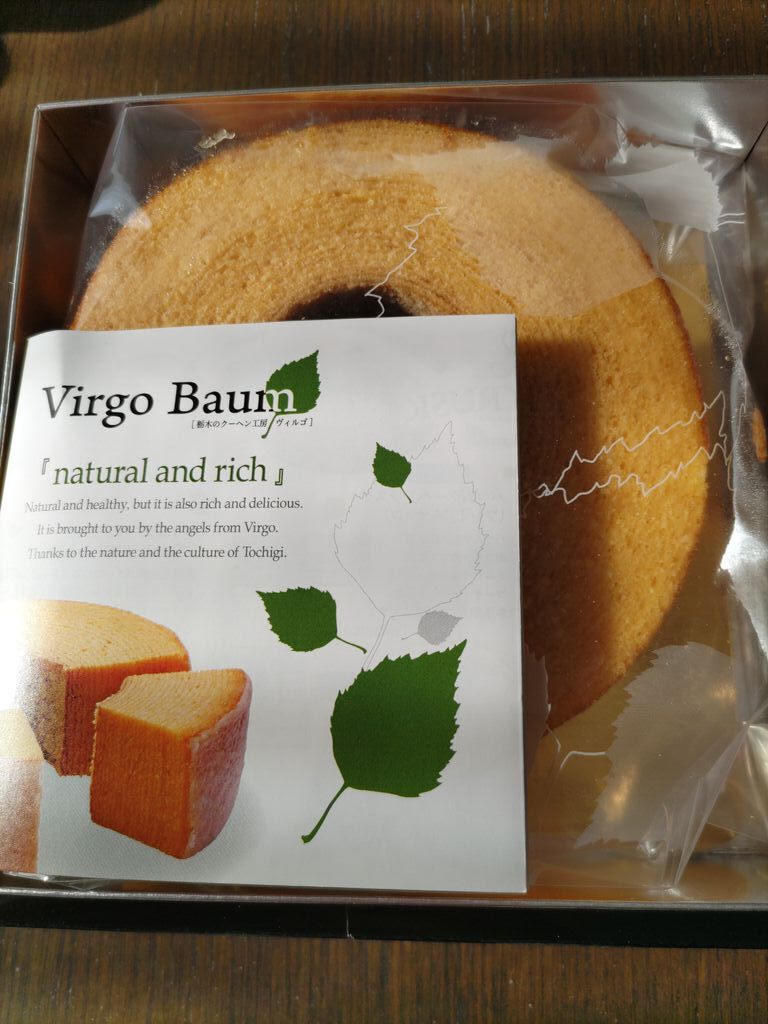 Virgo Baum
[栃木のクーヘン工房 ヴィルゴ]
『natural and rich』
Natural and healthy, but it is also rich and delicious.
It is brought to you by the angels from Virgo.
Thanks to the nature and the culture of Tochigi.